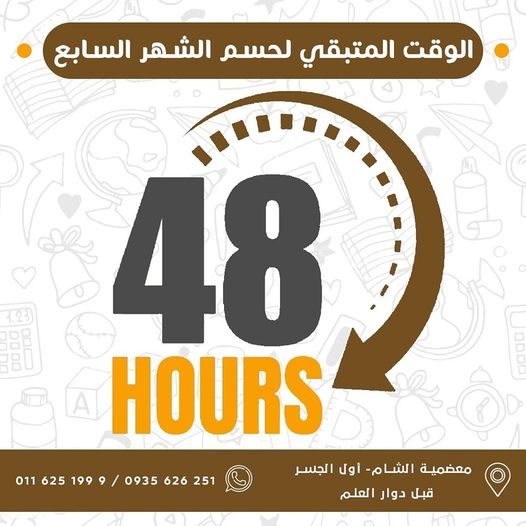 الوقت المتبقي لحسم الشهر السابع
48
HOURS
معضمية الشام- أول الجسر
قبل دوار العلم
011 625 199 9 / 0935 626 251